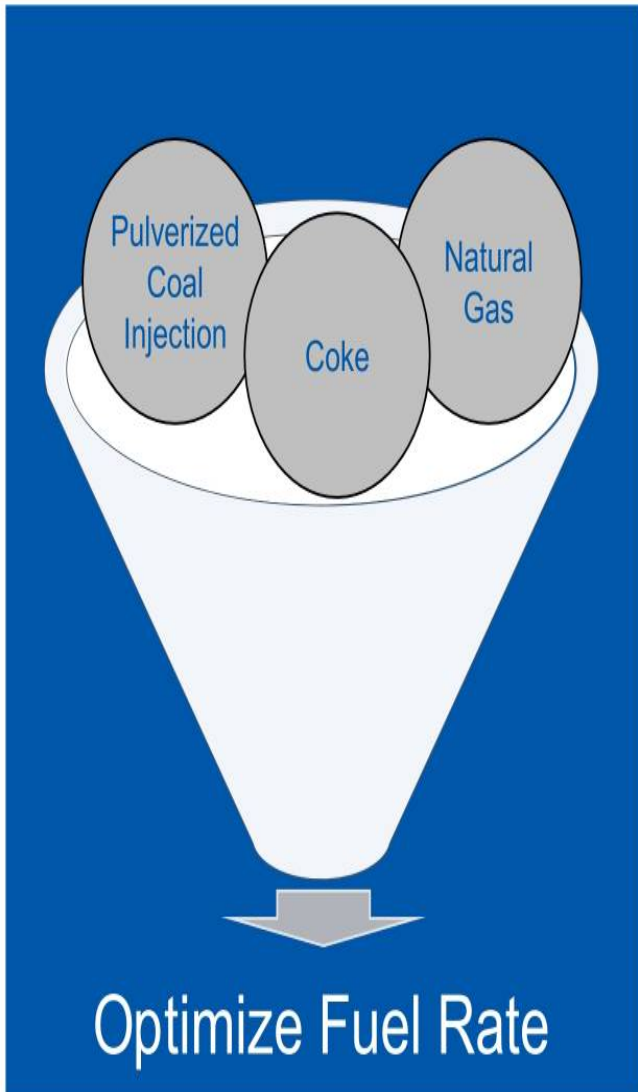 Pulverized
Coal
Injection
Natural
Gas
Coke
Optimize Fuel Rate